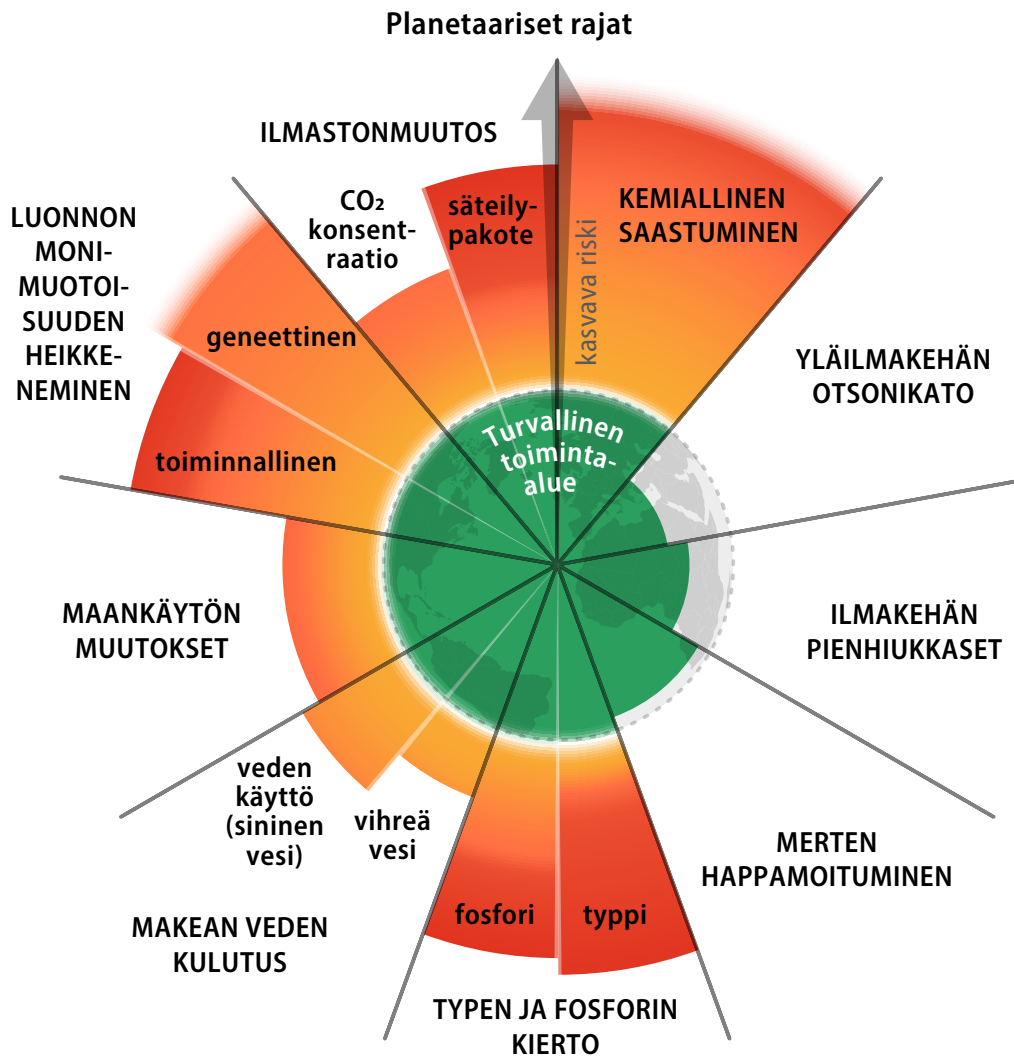 Planetaariset rajat
ILMASTONMUUTOS
CO₂
konsent-
raatio
säteily-
pakote
kasvava riski
KEMIALLINEN
SAASTUMINEN
YLÄILMAKEHÄN
OTSONIKATO
ILMAKEHÄN
PIENHIUKKASET
MERTEN
HAPPAMOITUMINEN
TYPEN JA FOSFORIN
KIERTO
typpi
fosfori
MAKEAN VEDEN
KULUTUS
vihreä
vesi
veden
käyttö
(sininen
vesi)
MAANKÄYTÖN
MUUTOKSET
LUONNON
MONI-
MUOTOI-
SUUDEN
HEIKKE-
NEMINEN
toiminnallinen
geneettinen
Turvallinen
toiminta-
alue